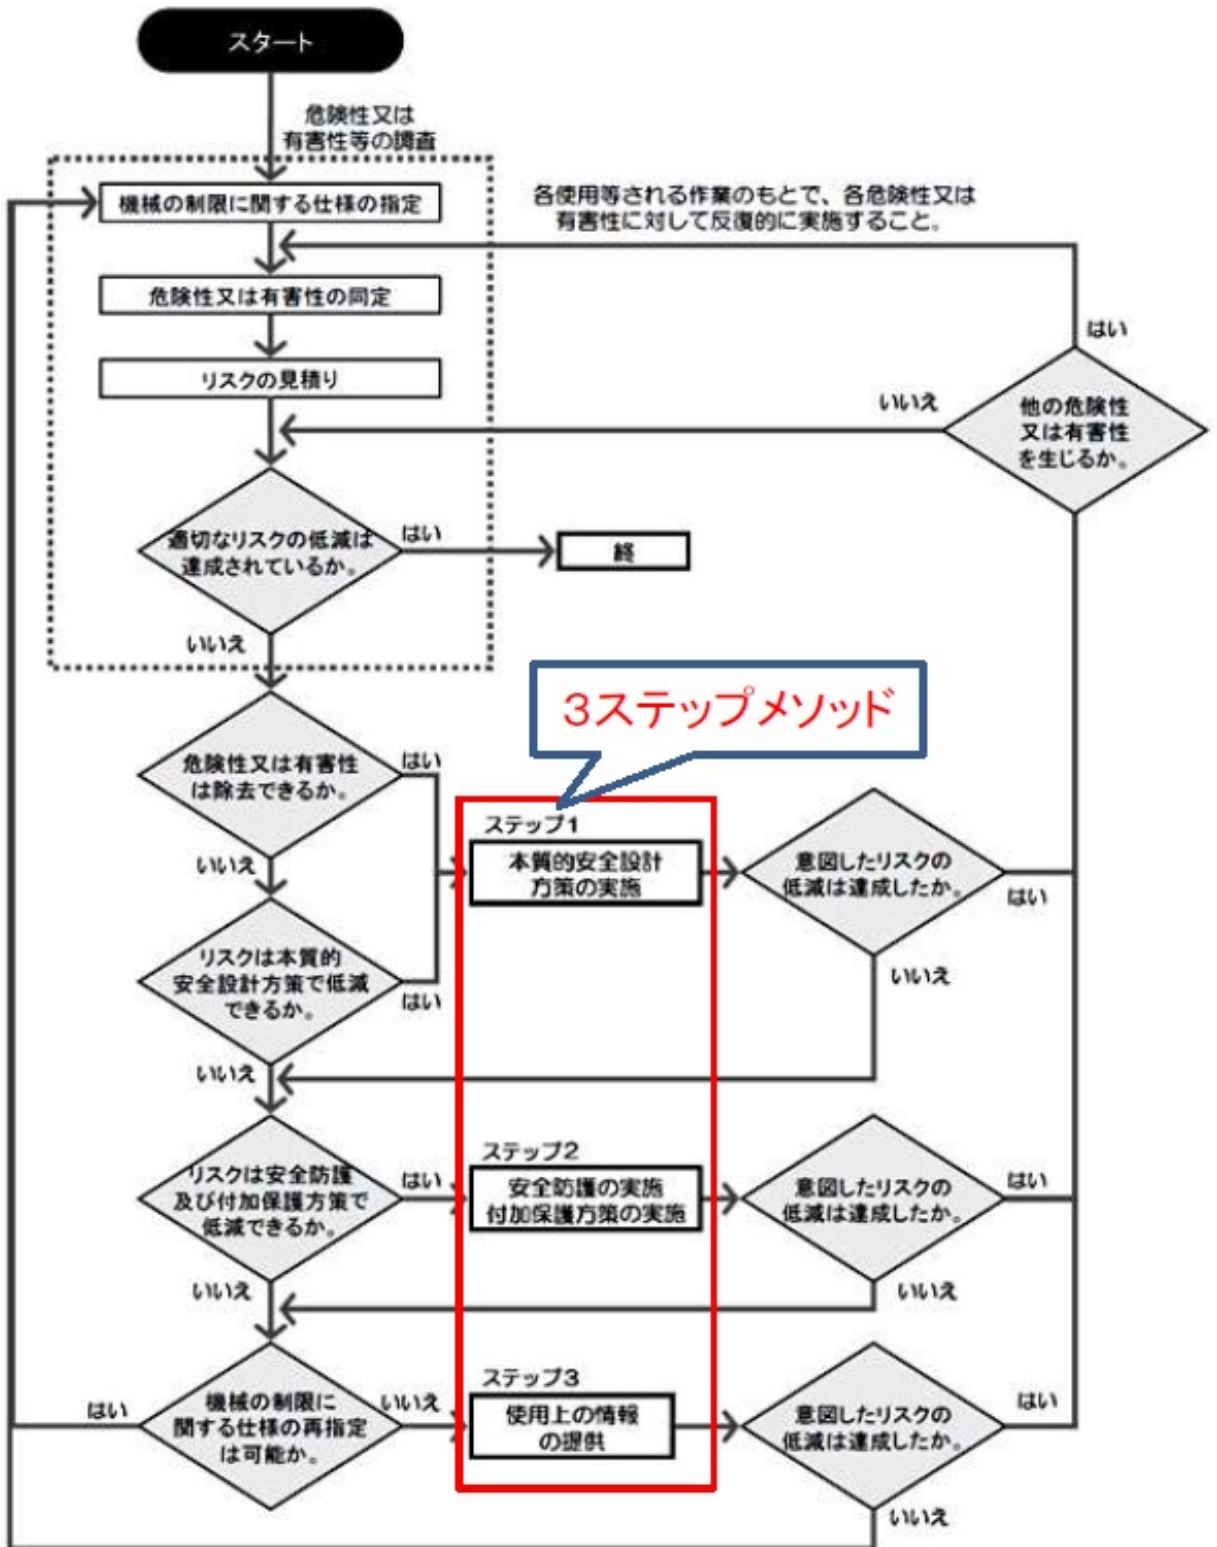 スタート
危険性又は
有害性等の調査
機械の制限に関する仕様の指定
各使用等される作業のもとで、各危険性又は
有害性に対して反復的に実施すること。
危険性又は有害性の同定
はい
リスクの見積り
いいえ
他の危険性
又は有害性
を生じるか。
適切なリスクの低減は
達成されているか。
はい
終
いいえ
3ステップメソッド
危険性又は有害性
は除去できるか。
はい
ステップ1
本質的安全設計
方策の実施
意図したリスクの
低減は達成したか。
はい
いいえ
リスクは本質的
安全設計方策で低減
できるか。
はい
いいえ
いいえ
リスクは安全防護
及び付加保護方策で
低減できるか。
はい
ステップ2
安全防護の実施
付加保護方策の実施
意図したリスクの
低減は達成したか。
はい
いいえ
いいえ
はい
機械の制限に
関する仕様の再指定
は可能か。
いいえ
ステップ3
使用上の情報
の提供
意図したリスクの
低減は達成したか。
はい
いいえ